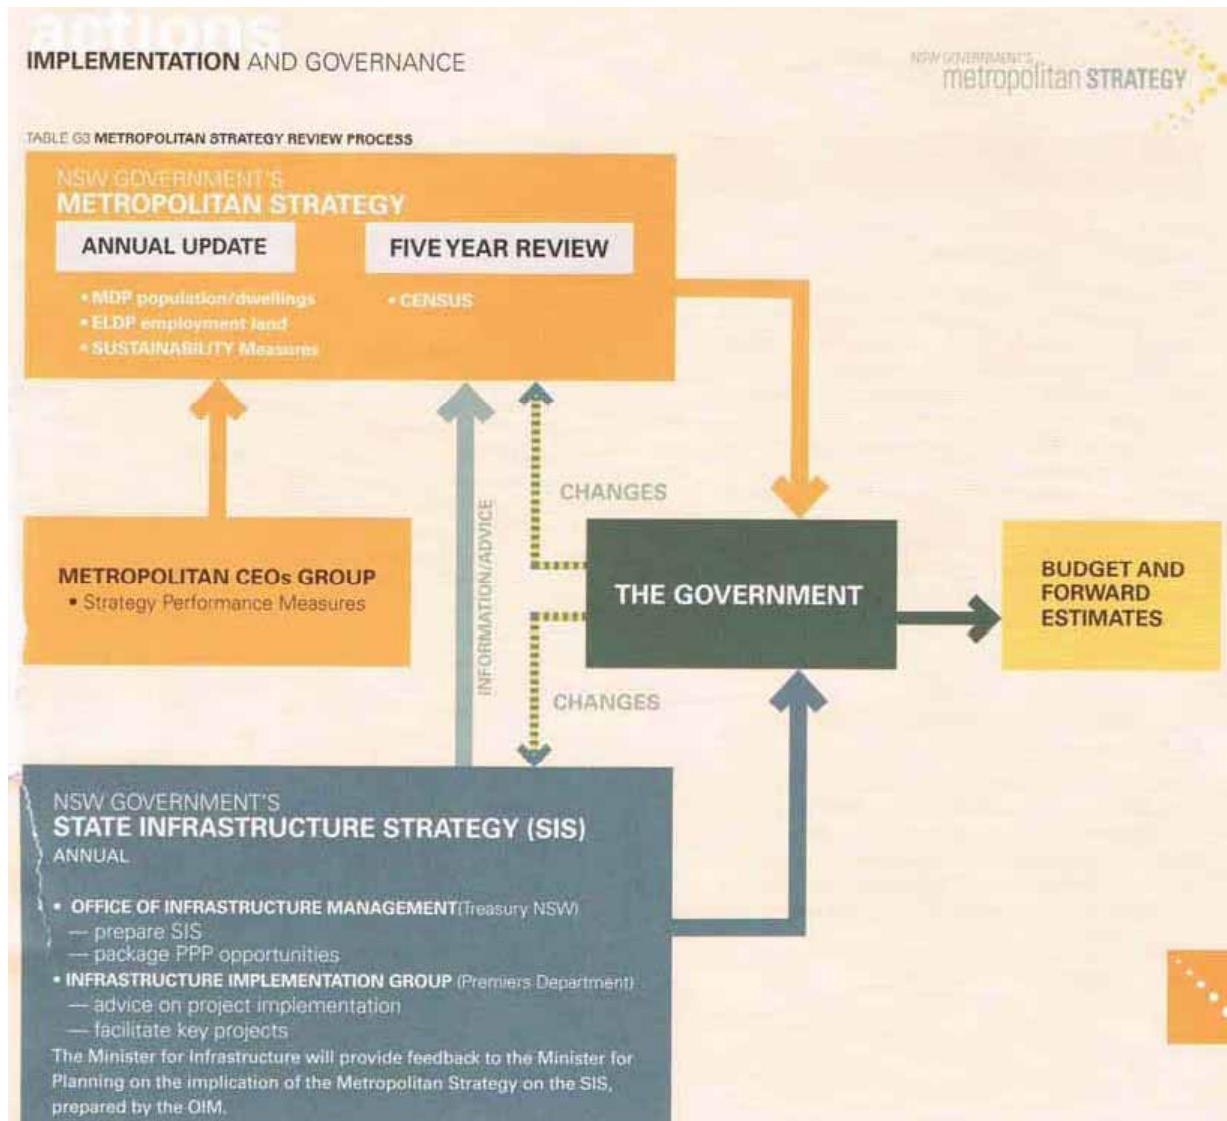 actions
IMPLEMENTATION AND GOVERNANCE
NSW GOVERNMENT'S
metropolitan STRATEGY
TABLE G3 METROPOLITAN STRATEGY REVIEW PROCESS
NSW GOVERNMENT'S
METROPOLITAN STRATEGY
ANNUAL UPDATE
• MDP population/dwellings
• ELDP employment land
• SUSTAINABILITY Measures
FIVE YEAR REVIEW
• CENSUS
METROPOLITAN CEOs GROUP
• Strategy Performance Measures
INFORMATION/ADVICE
CHANGES
THE GOVERNMENT
CHANGES
BUDGET AND
FORWARD
ESTIMATES
NSW GOVERNMENT'S
STATE INFRASTRUCTURE STRATEGY (SIS)
ANNUAL
• OFFICE OF INFRASTRUCTURE MANAGEMENT(Treasury NSW)
— prepare SIS
— package PPP opportunities
• INFRASTRUCTURE IMPLEMENTATION GROUP (Premiers Department)
— advice on project implementation
— facilitate key projects
The Minister for Infrastructure will provide feedback to the Minister for
Planning on the implication of the Metropolitan Strategy on the SIS,
prepared by the OIM.